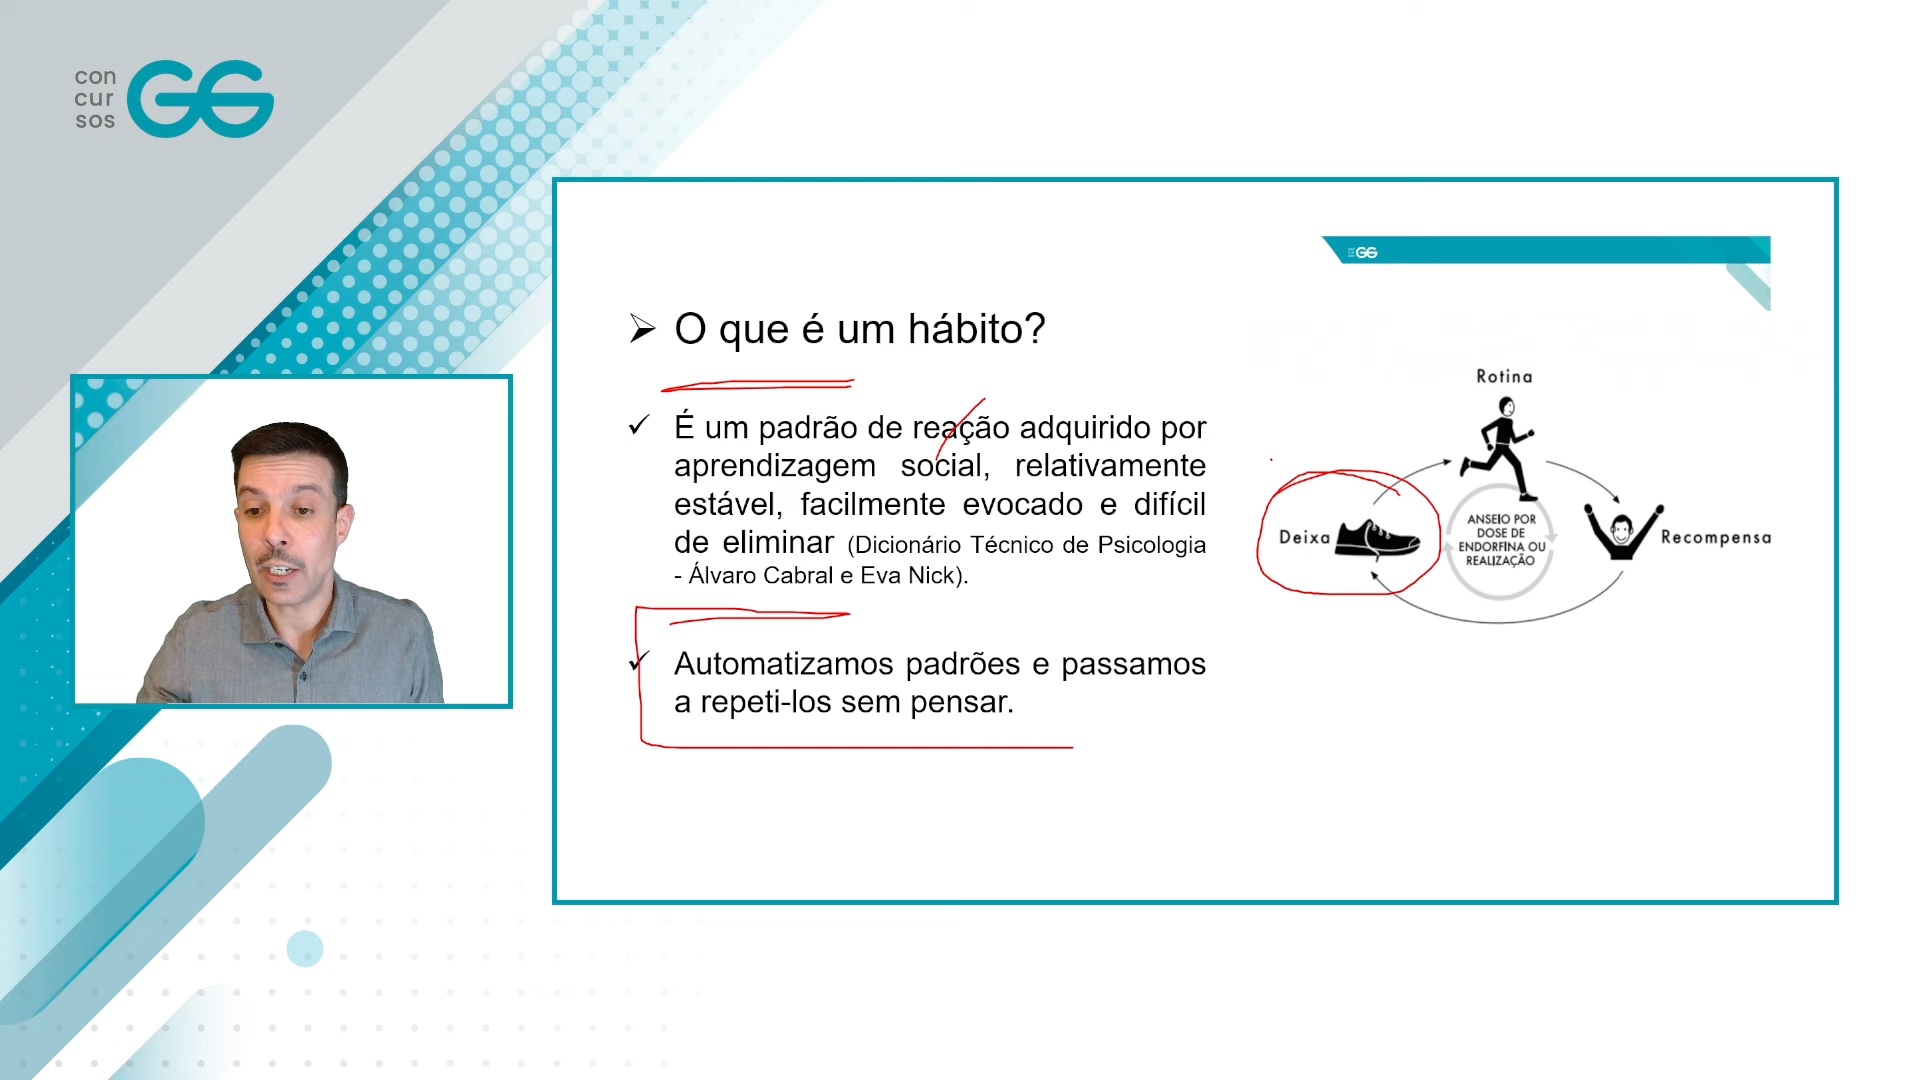 con
cur
sos
GG
GG
O que é um hábito?
É um padrão de reação adquirido por
aprendizagem social, relativamente
estável, facilmente evocado e difícil
de eliminar (Dicionário Técnico de Psicologia
- Álvaro Cabral e Eva Nick).
Automatizamos padrões e passamos
a repeti-los sem pensar.
Rotina
Deixa
ANSEIO POR
DOSE DE
ENDORFINA OU
REALIZAÇÃO
Recompensa